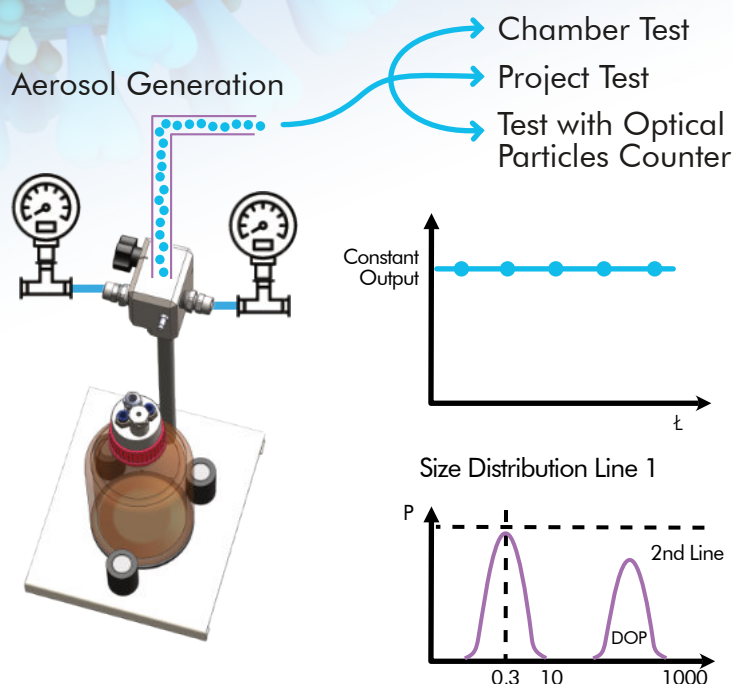 Chamber Test
Aerosol Generation
Project Test
Test with Optical
Particles Counter
Constant
Output
Ł
Size Distribution Line 1
P
2nd Line
DOP
0.3 10 1000